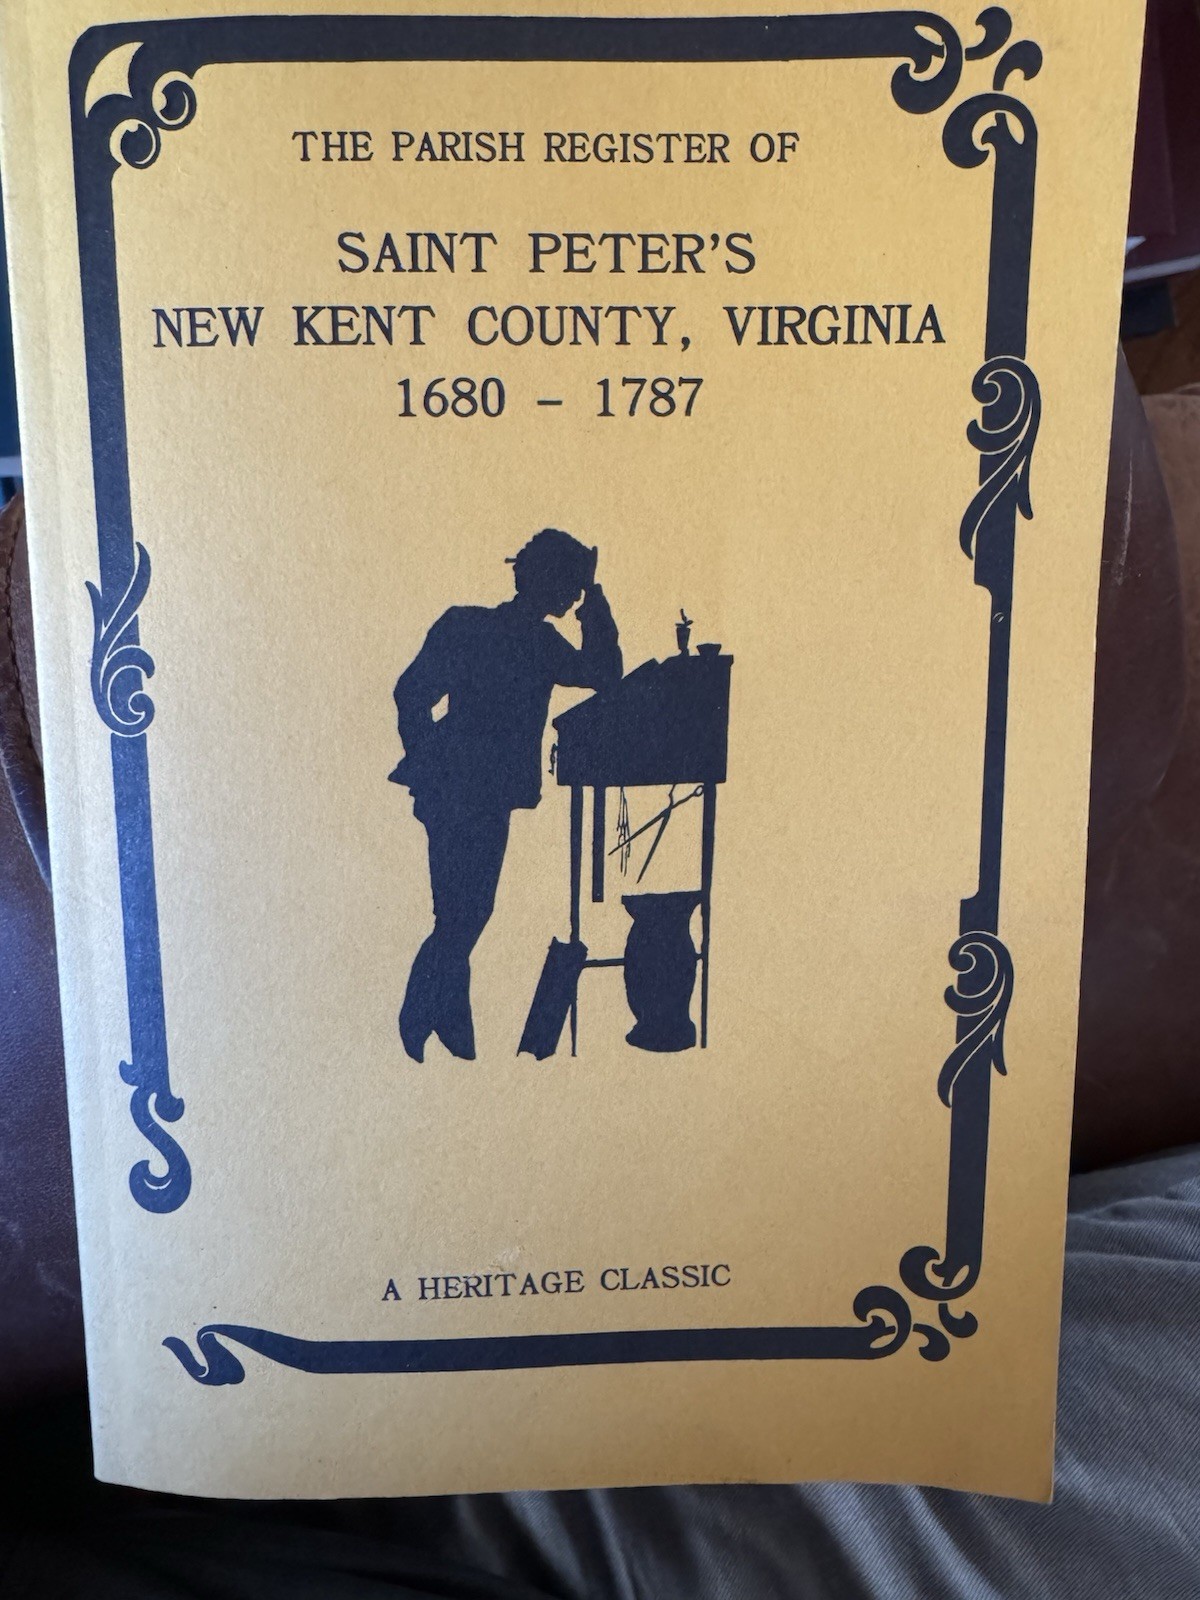 THE PARISH REGISTER OF
SAINT PETER'S
NEW KENT COUNTY, VIRGINIA
1680 – 1787
A HERITAGE CLASSIC